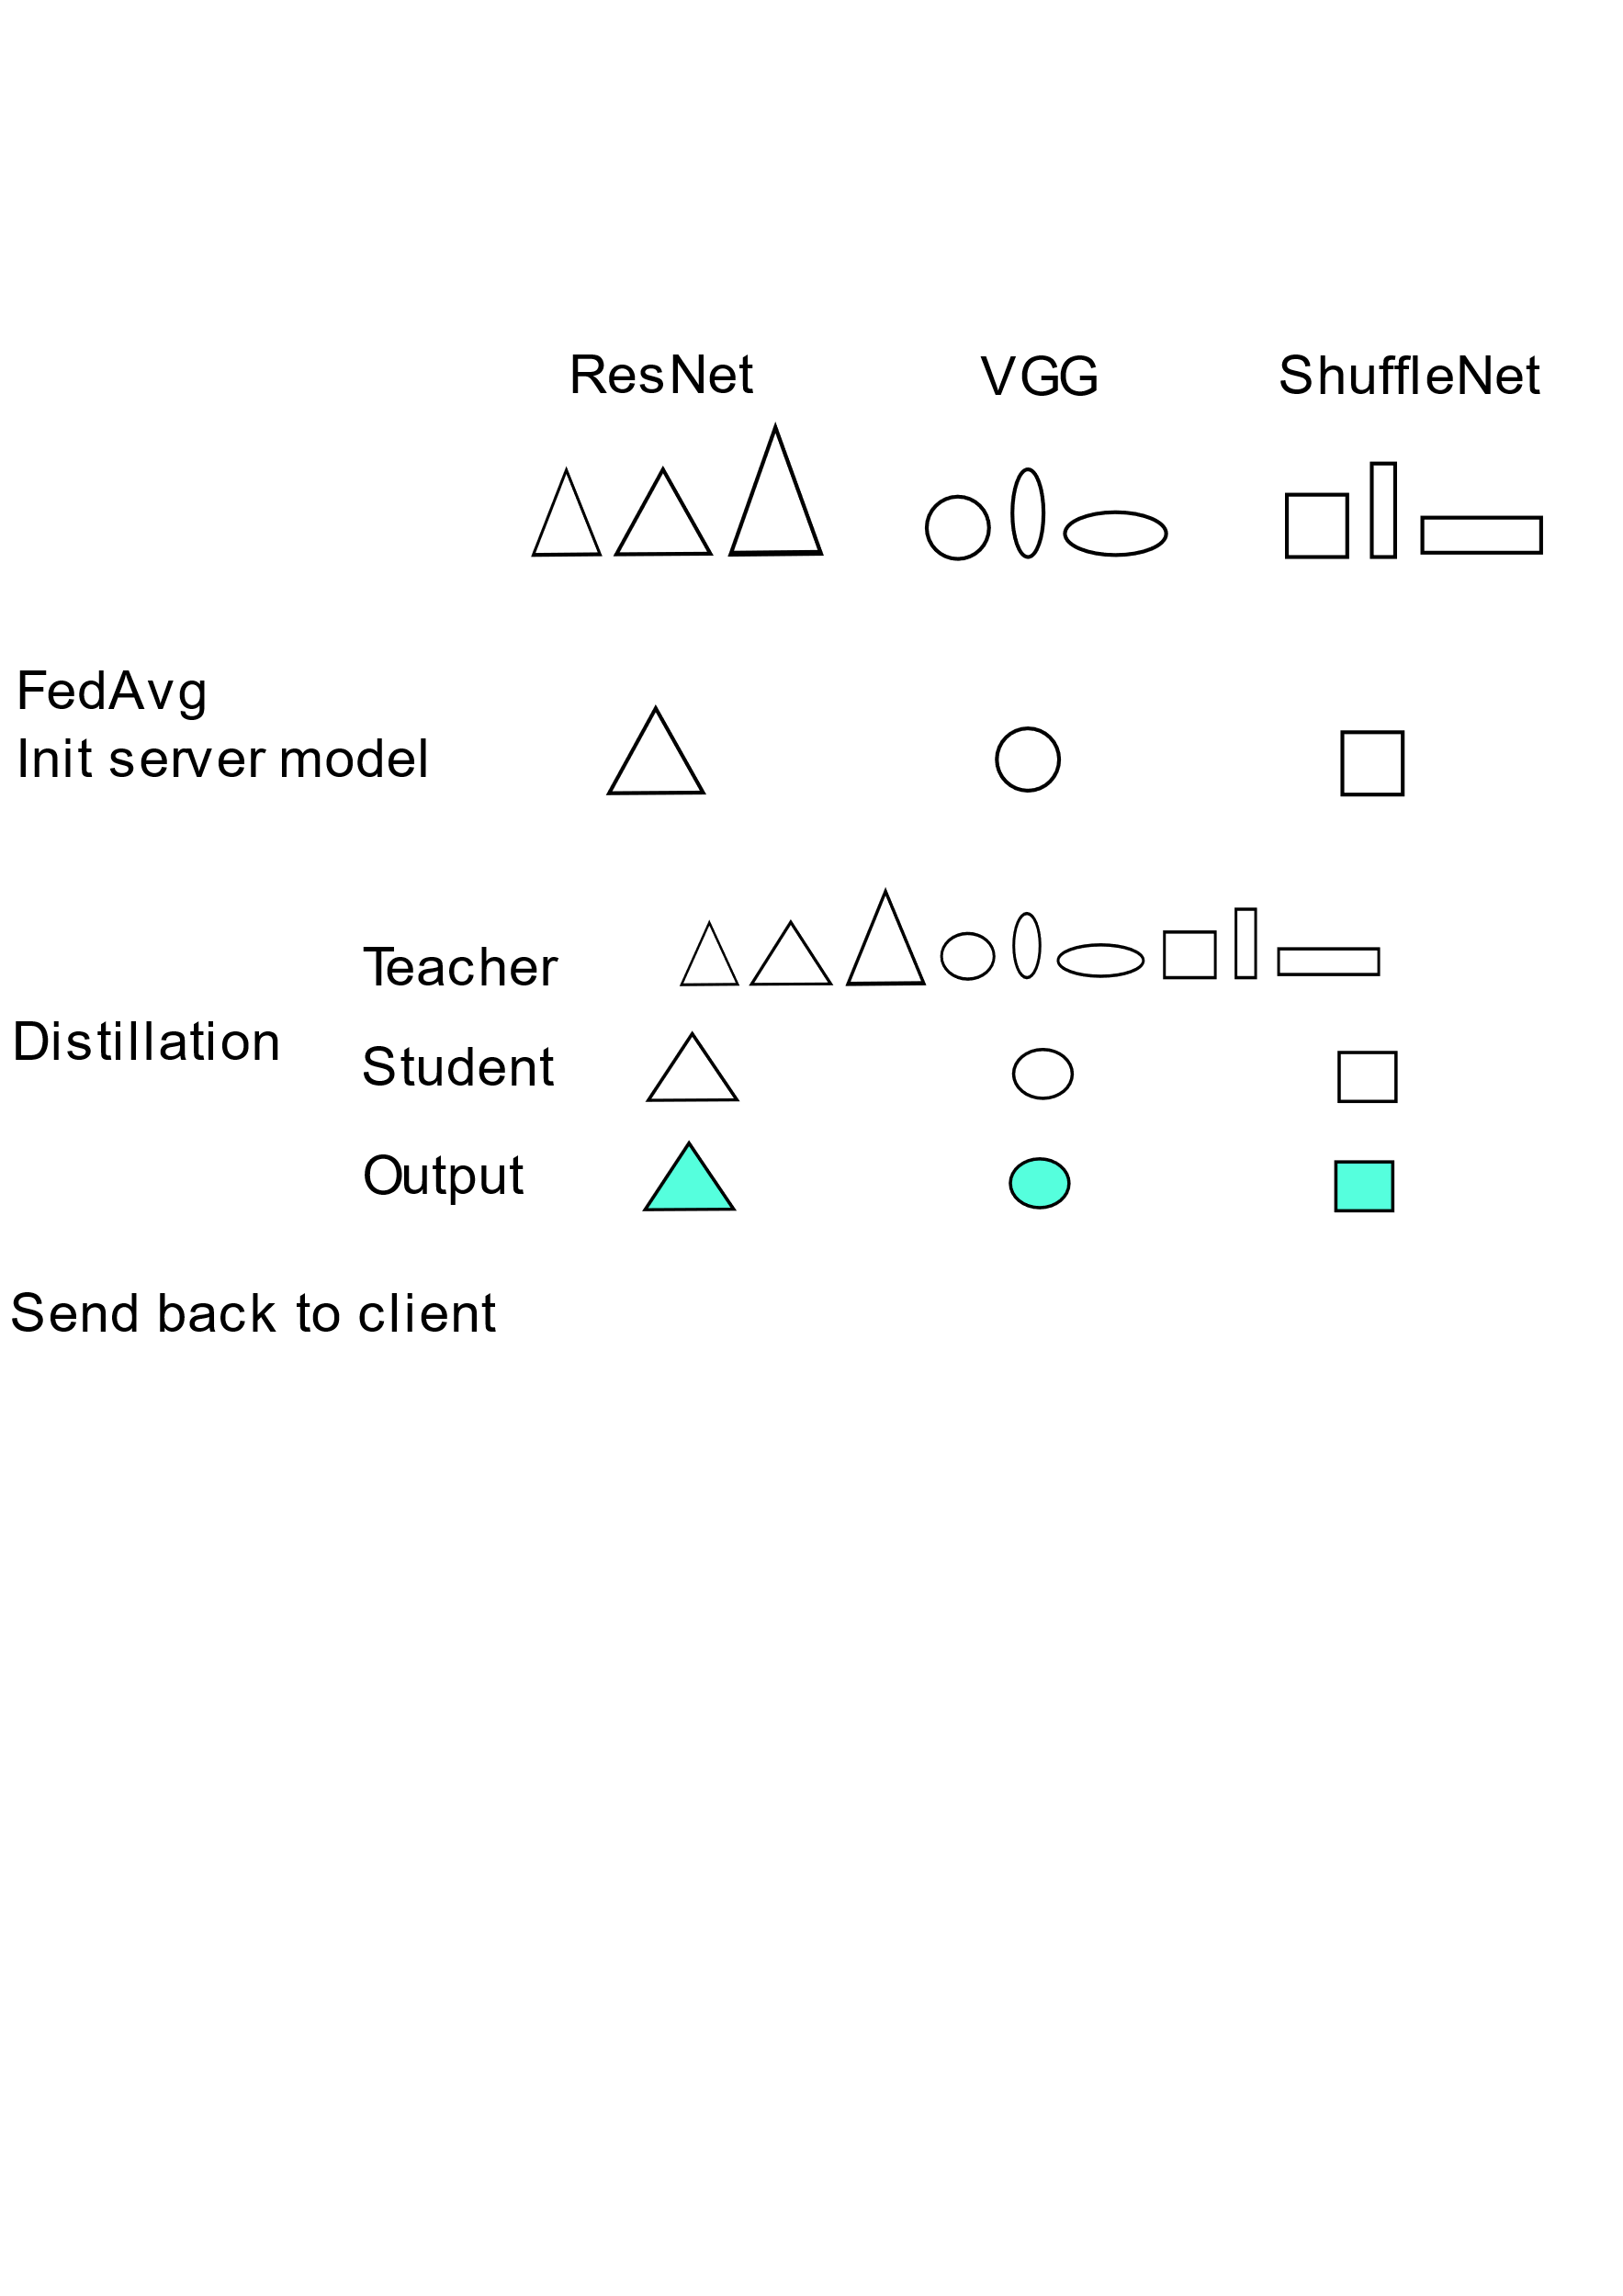 ResNet
VGG
ShuffleNet
FedAvg
Init server model
Teacher
Distillation
Student
Output
Send back to client